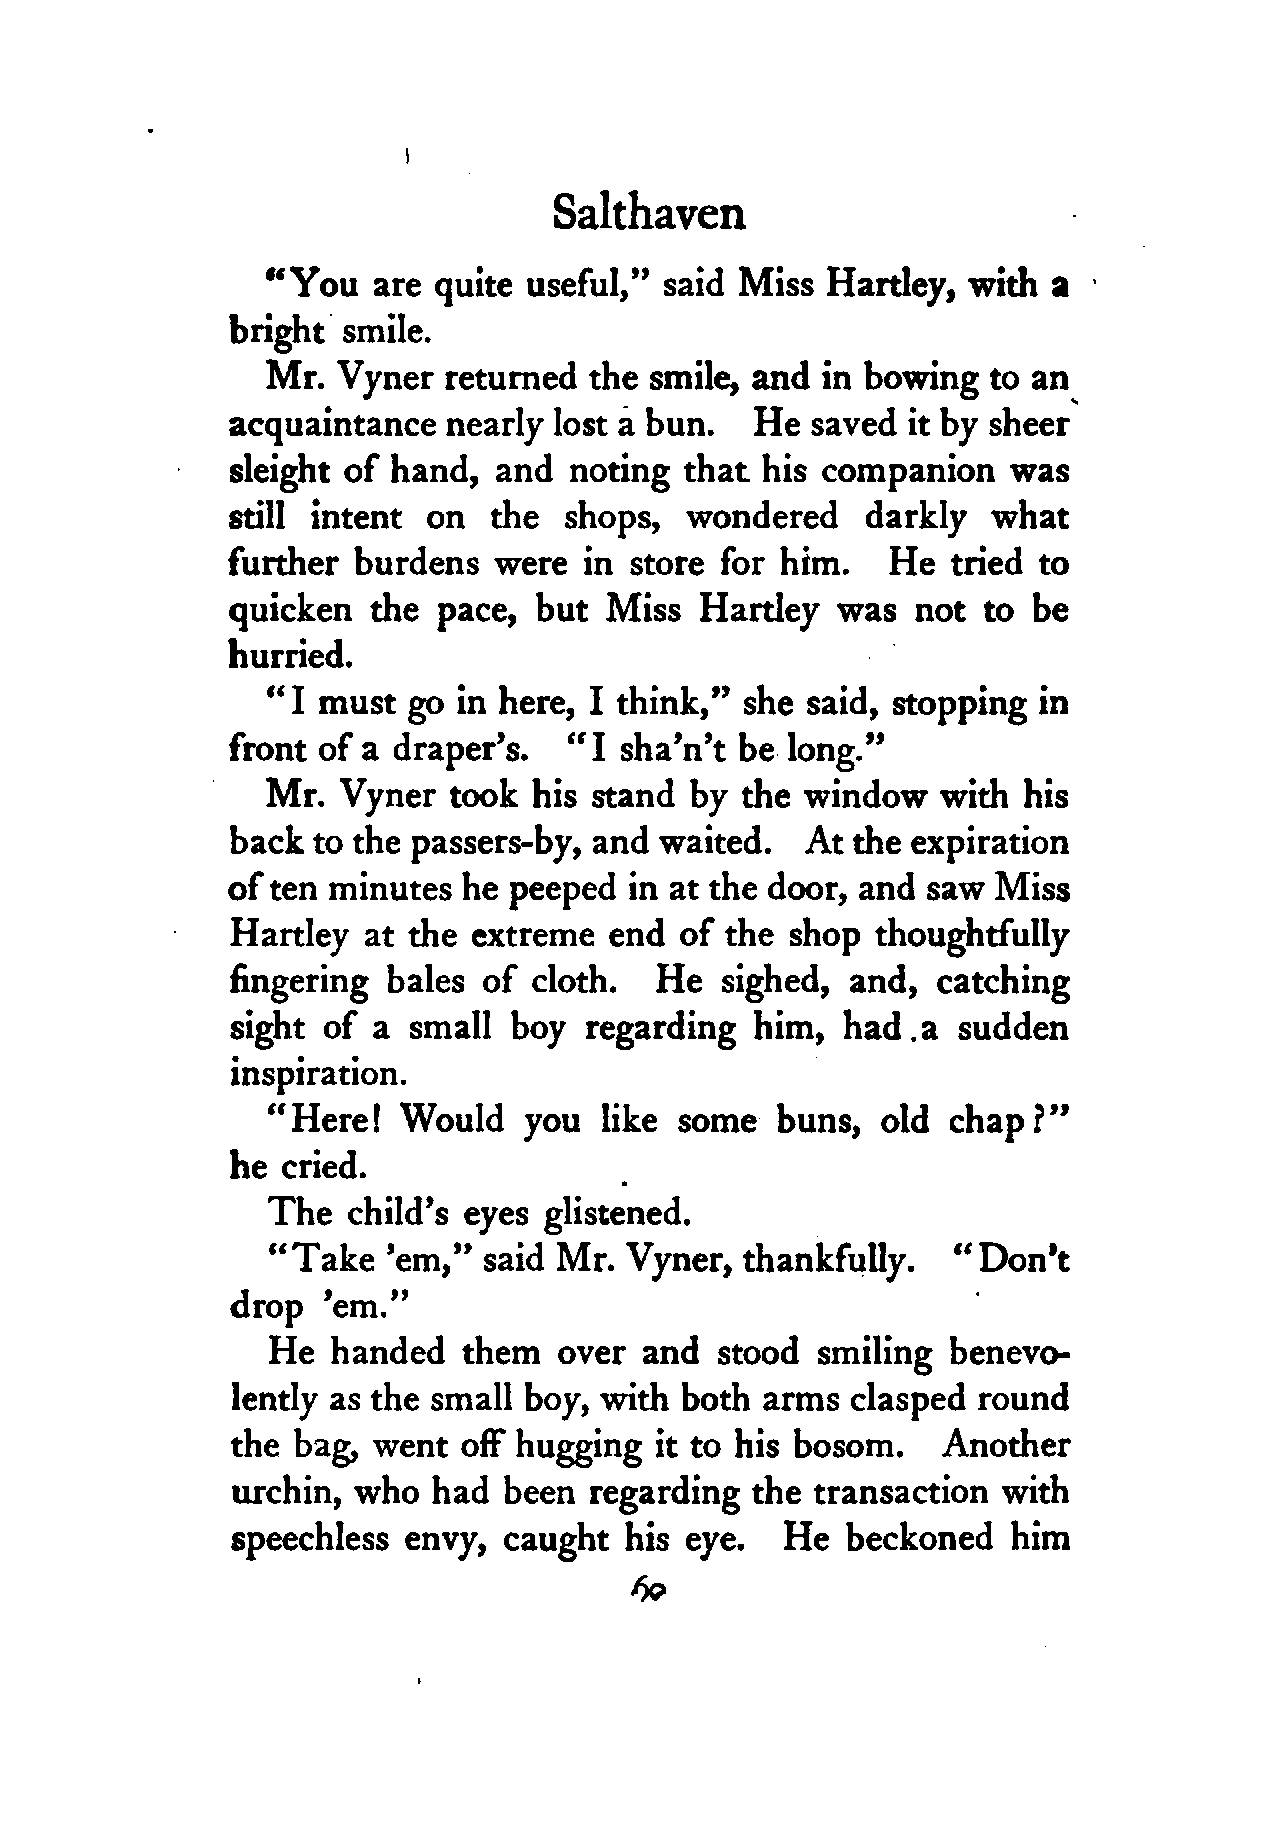 Salthaven
"You are quite useful," said Miss Hartley, with a
bright smile.
Mr. Vyner returned the smile, and in bowing to an
acquaintance nearly lost a bun. He saved it by sheer
sleight of hand, and noting that his companion was
still intent on the shops, wondered darkly what
further burdens were in store for him. He tried to
quicken the pace, but Miss Hartley was not to be
hurried.
"I must go in here, I think," she said, stopping in
front of a draper's. "I sha'n't be long."
Mr. Vyner took his stand by the window with his
back to the passers-by, and waited. At the expiration
of ten minutes he peeped in at the door, and saw Miss
Hartley at the extreme end of the shop thoughtfully
fingering bales of cloth. He sighed, and, catching
sight of a small boy regarding him, had a sudden
inspiration.
"Here! Would you like some buns, old chap?"
he cried.
The child's eyes glistened.
"Take 'em," said Mr. Vyner, thankfully. "Don't
drop 'em."
He handed them over and stood smiling benevo-
lently as the small boy, with both arms clasped round
the bag, went off hugging it to his bosom. Another
urchin, who had been regarding the transaction with
speechless envy, caught his eye. He beckoned him